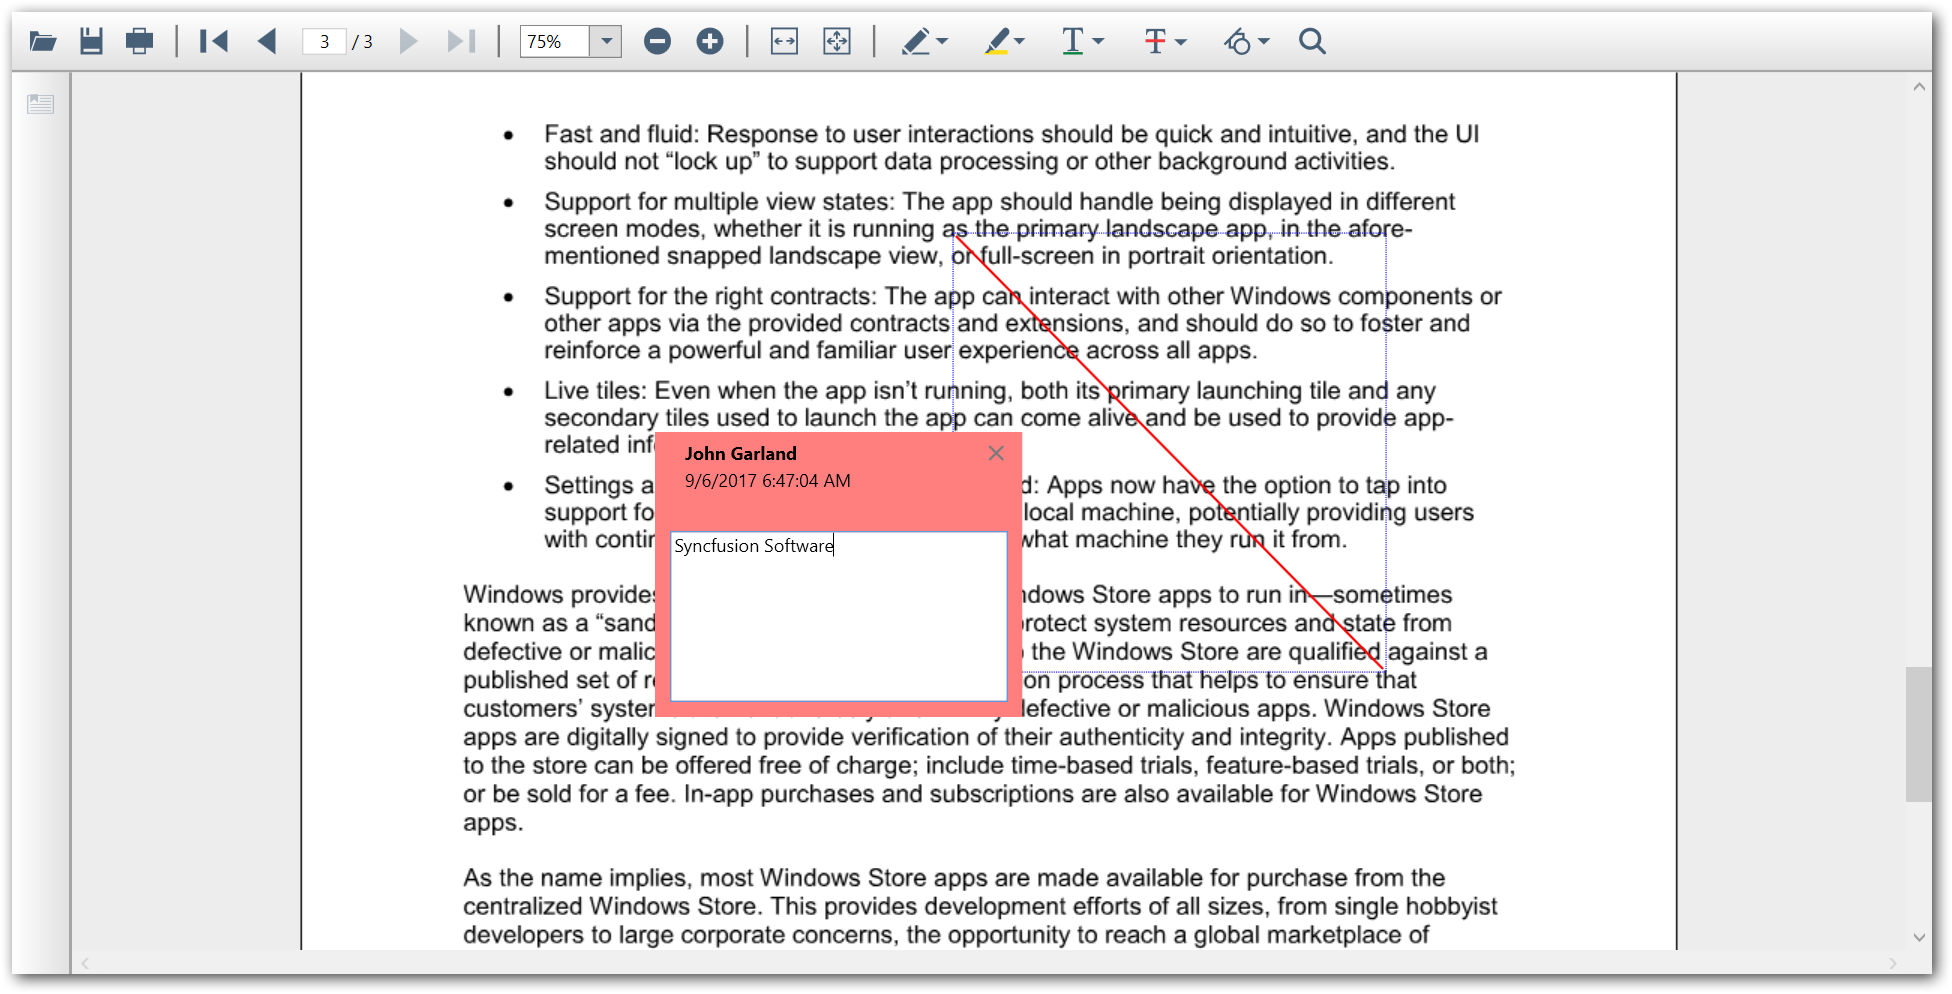 3 / 3
75%
T
T
• Fast and fluid: Response to user interactions should be quick and intuitive, and the UI
should not “lock up” to support data processing or other background activities.
• Support for multiple view states: The app should handle being displayed in different
screen modes, whether it is running as the primary landscape app, in the afore-
mentioned snapped landscape view, or full-screen in portrait orientation.
• Support for the right contracts: The app can interact with other Windows components or
other apps via the provided contracts and extensions, and should do so to foster and
reinforce a powerful and familiar user experience across all apps.
• Live tiles: Even when the app isn’t running, both its primary launching tile and any
secondary tiles used to launch the app can come alive and be used to provide app-
related inf
John Garland
9/6/2017 6:47:04 AM
Syncfusion Software
• Settings a d: Apps now have the option to tap into
support fo local machine, potentially providing users
with contin what machine they run it from.
Windows provides ndows Store apps to run in—sometimes
known as a “sand protect system resources and state from
defective or malic the Windows Store are qualified against a
published set of r on process that helps to ensure that
customers’ system defective or malicious apps. Windows Store
apps are digitally signed to provide verification of their authenticity and integrity. Apps published
to the store can be offered free of charge; include time-based trials, feature-based trials, or both;
or be sold for a fee. In-app purchases and subscriptions are also available for Windows Store
apps.
As the name implies, most Windows Store apps are made available for purchase from the
centralized Windows Store. This provides development efforts of all sizes, from single hobbyist
developers to large corporate concerns, the opportunity to reach a global marketplace of